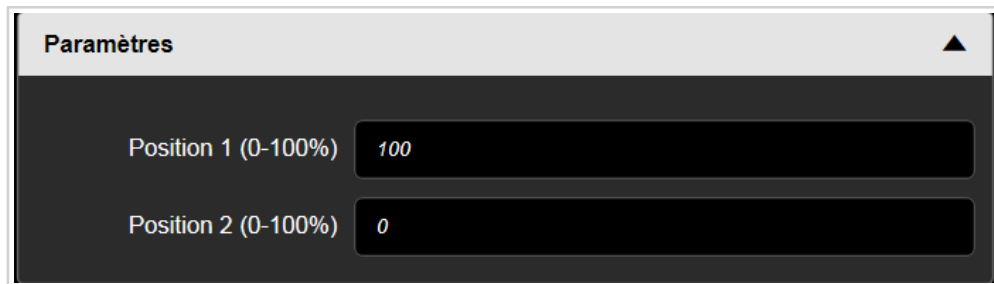 Paramètres
Position 1 (0-100%) 100
Position 2 (0-100%) 0